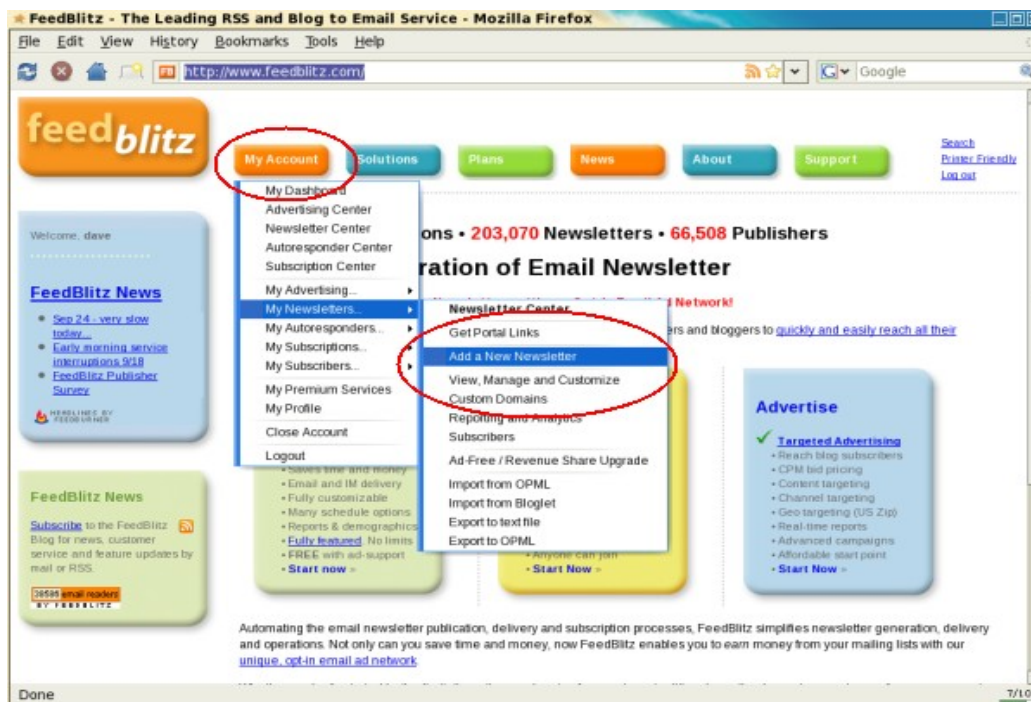 FeedBlitz - The Leading RSS and Blog to Email Service - Mozilla Firefox
File Edit View History Bookmarks Tools Help
http://www.feedblitz.com/
Google
feedblitz
My Account Solutions Plans News About Support
Search
Printer Friendly
Log out
Welcome, dave
FeedBlitz News
Sep 24 - very slow
today...
Early morning service
interruptions 9/18
FeedBlitz Publisher
Survey
HEADLINES BY
FEEDBURNER
FeedBlitz News
Subscribe to the FeedBlitz
Blog for news, customer
service and feature updates by
mail or RSS.
38585 email readers
BY FEEDBLITZ
My Dashboard
Advertising Center
Newsletter Center
Autoresponder Center
Subscription Center
My Advertising...
My Newsletters...
My Autoresponders...
My Subscriptions...
My Subscribers...
My Premium Services
My Profile
Close Account
Logout
Newsletter Center
Get Portal Links
Add a New Newsletter
View, Manage and Customize
Custom Domains
Reporting and Analytics
Subscribers
Ad-Free / Revenue Share Upgrade
Import from OPML
Import from Bloglet
Export to text file
Export to OPML
ons • 203,070 Newsletters • 66,508 Publishers
ration of Email Newsletter
Network!
ers and bloggers to quickly and easily reach all their
• Saves time and money
• Email and IM delivery
• Fully customizable
• Many schedule options
• Reports & demographics
• Fully featured. No limits
• FREE with ad-support
• Start now »
• Anyone can join
• Start Now »
Advertise
Targeted Advertising
• Reach blog subscribers
• CPM bid pricing
• Content targeting
• Channel targeting
• Geo targeting (US Zip)
• Real-time reports
• Advanced campaigns
• Affordable start point
• Start Now »
Automating the email newsletter publication, delivery and subscription processes, FeedBlitz simplifies newsletter generation, delivery
and operations. Not only can you save time and money, now FeedBlitz enables you to earn money from your mailing lists with our
unique, opt-in email ad network
Done
7/10